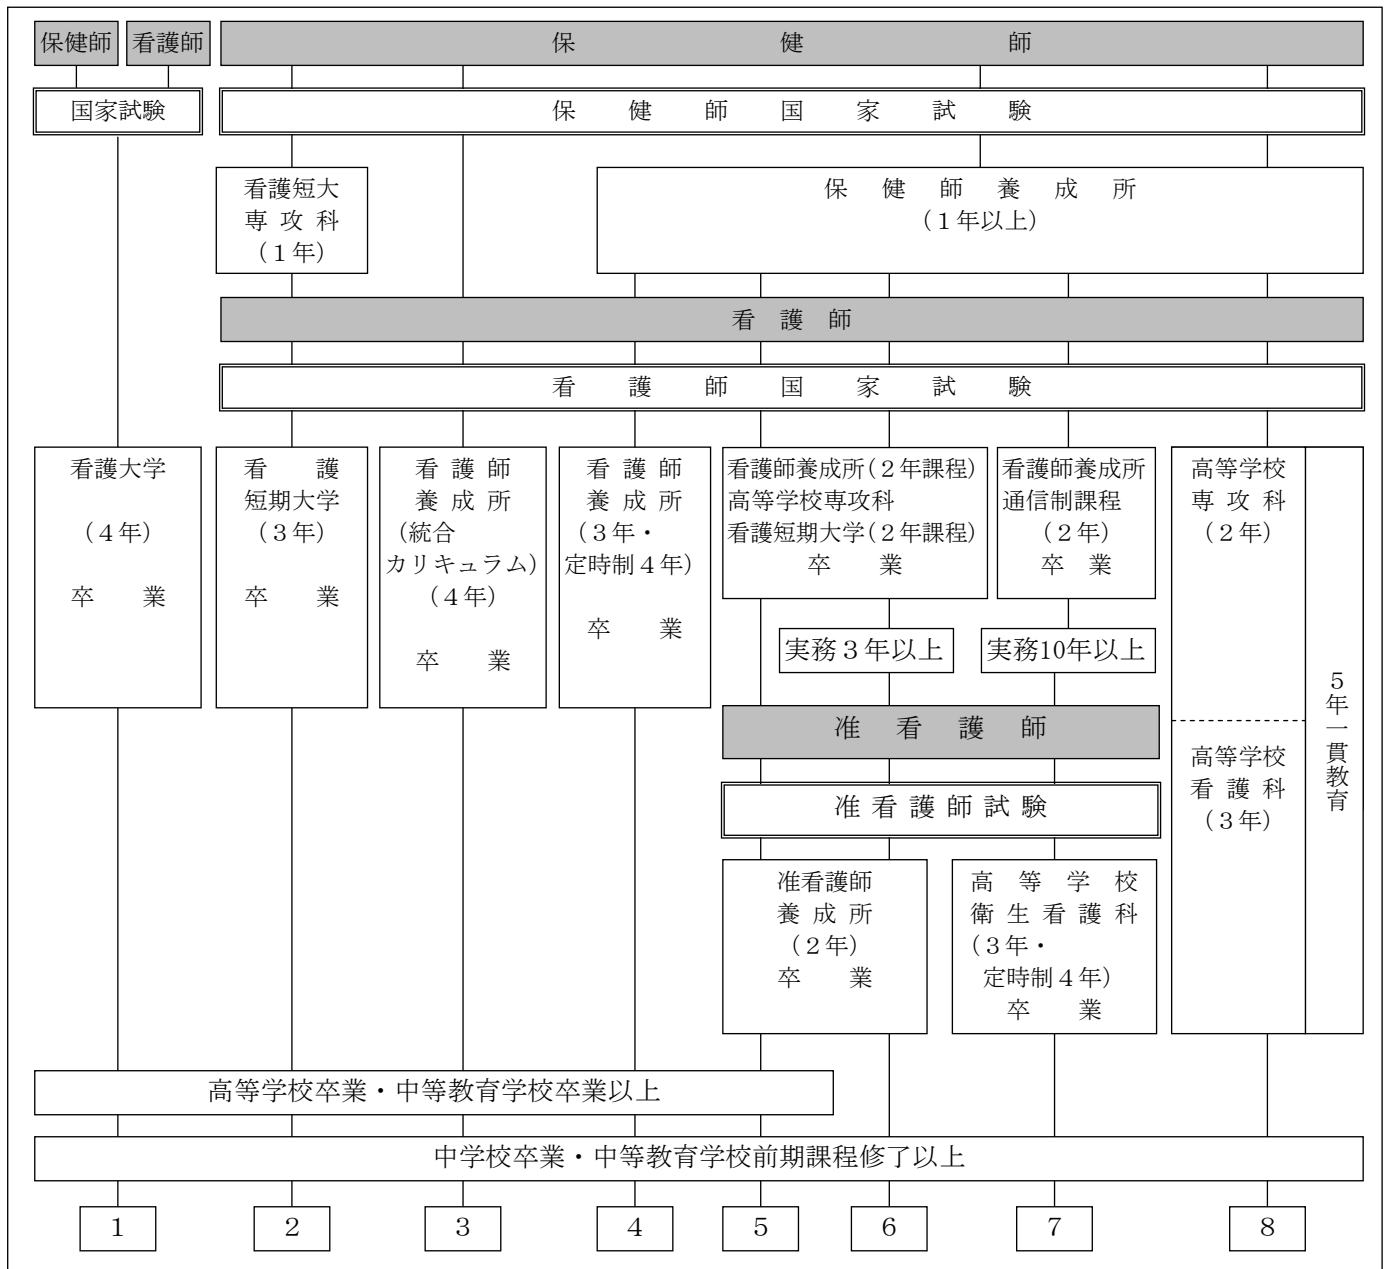 保健師
看護師
保健師
国家試験
保健師国家試験
看護短大
専攻科
(1年)
保健師養成所
(1年以上)
看護師
看護師国家試験
看護大学
(4年)
卒業
看護
短期大学
(3年)
卒業
看護師
養成所
(統合
カリキュラム)
(4年)
卒業
看護師
養成所
(3年・
定時制4年)
卒業
看護師養成所(2年課程)
高等学校専攻科
看護短期大学(2年課程)
卒業
看護師養成所
通信制課程
(2年)
卒業
高等学校
専攻科
(2年)
実務3年以上
実務10年以上
5年一貫教育
准看護師
准看護師試験
高等学校
看護科
(3年)
准看護師
養成所
(2年)
卒業
高等学校
衛生看護科
(3年・
定時制4年)
卒業
高等学校卒業・中等教育学校卒業以上
中学校卒業・中等教育学校前期課程修了以上
1
2
3
4
5
6
7
8